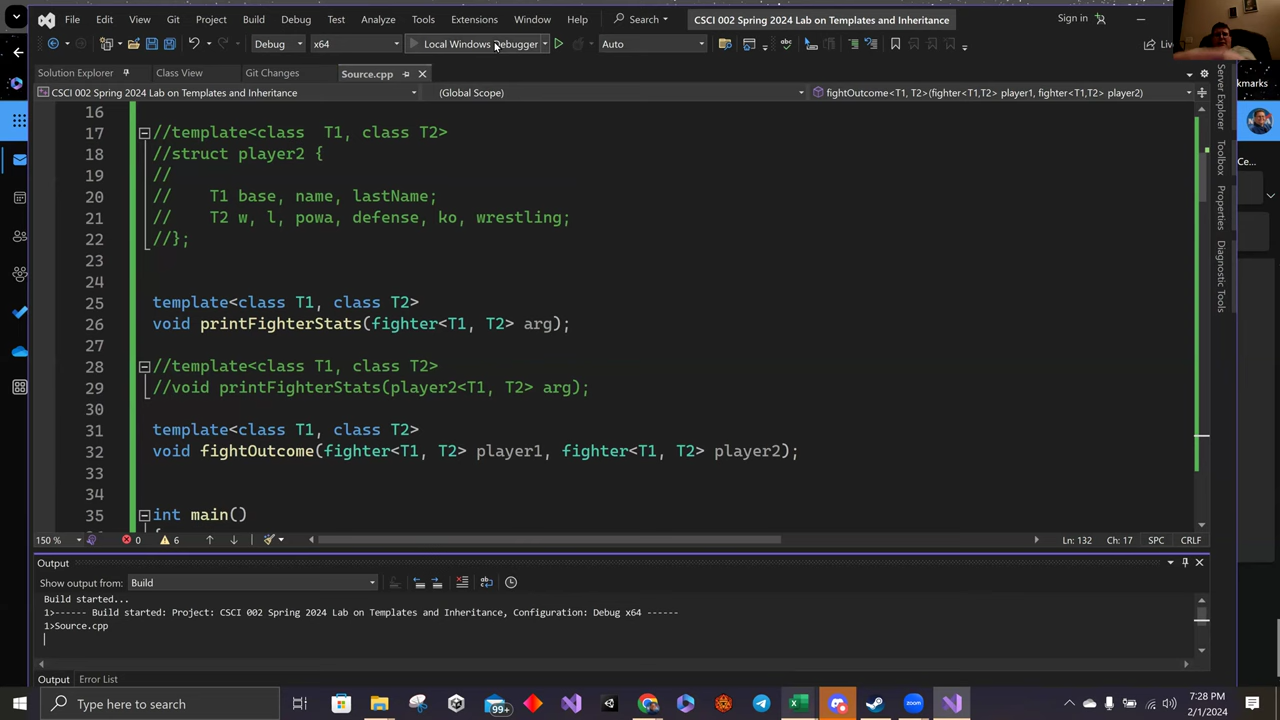 File Edit View Git Project Build Debug Test Analyze Tools Extensions Window Help Search CSCI 002 Spring 2024 Lab on Templates and Inheritance Sign in
Debug x64 Local Windows Debugger Auto Live
Solution Explorer Class View Git Changes Source.cpp
CSCI 002 Spring 2024 Lab on Templates and Inheritance (Global Scope) fightOutcome<T1, T2>(fighter<T1,T2> player1, fighter<T1,T2> player2)
16
17 //template<class  T1, class T2>
18 //struct player2 {
19 //
20 //    T1 base, name, lastName;
21 //    T2 w, l, powa, defense, ko, wrestling;
22 //};
23
24
25 template<class T1, class T2>
26 void printFighterStats(fighter<T1, T2> arg);
27
28 //template<class T1, class T2>
29 //void printFighterStats(player2<T1, T2> arg);
30
31 template<class T1, class T2>
32 void fightOutcome(fighter<T1, T2> player1, fighter<T1, T2> player2);
33
34
35 int main()
150 % 0 6 Ln: 132 Ch: 17 SPC CRLF
Output
Show output from: Build
Build started...
1>------ Build started: Project: CSCI 002 Spring 2024 Lab on Templates and Inheritance, Configuration: Debug x64 ------
1>Source.cpp
Output Error List
Server Explorer
Toolbox
Properties
Diagnostic Tools
Type here to search 99+ 7:28 PM
2/1/2024